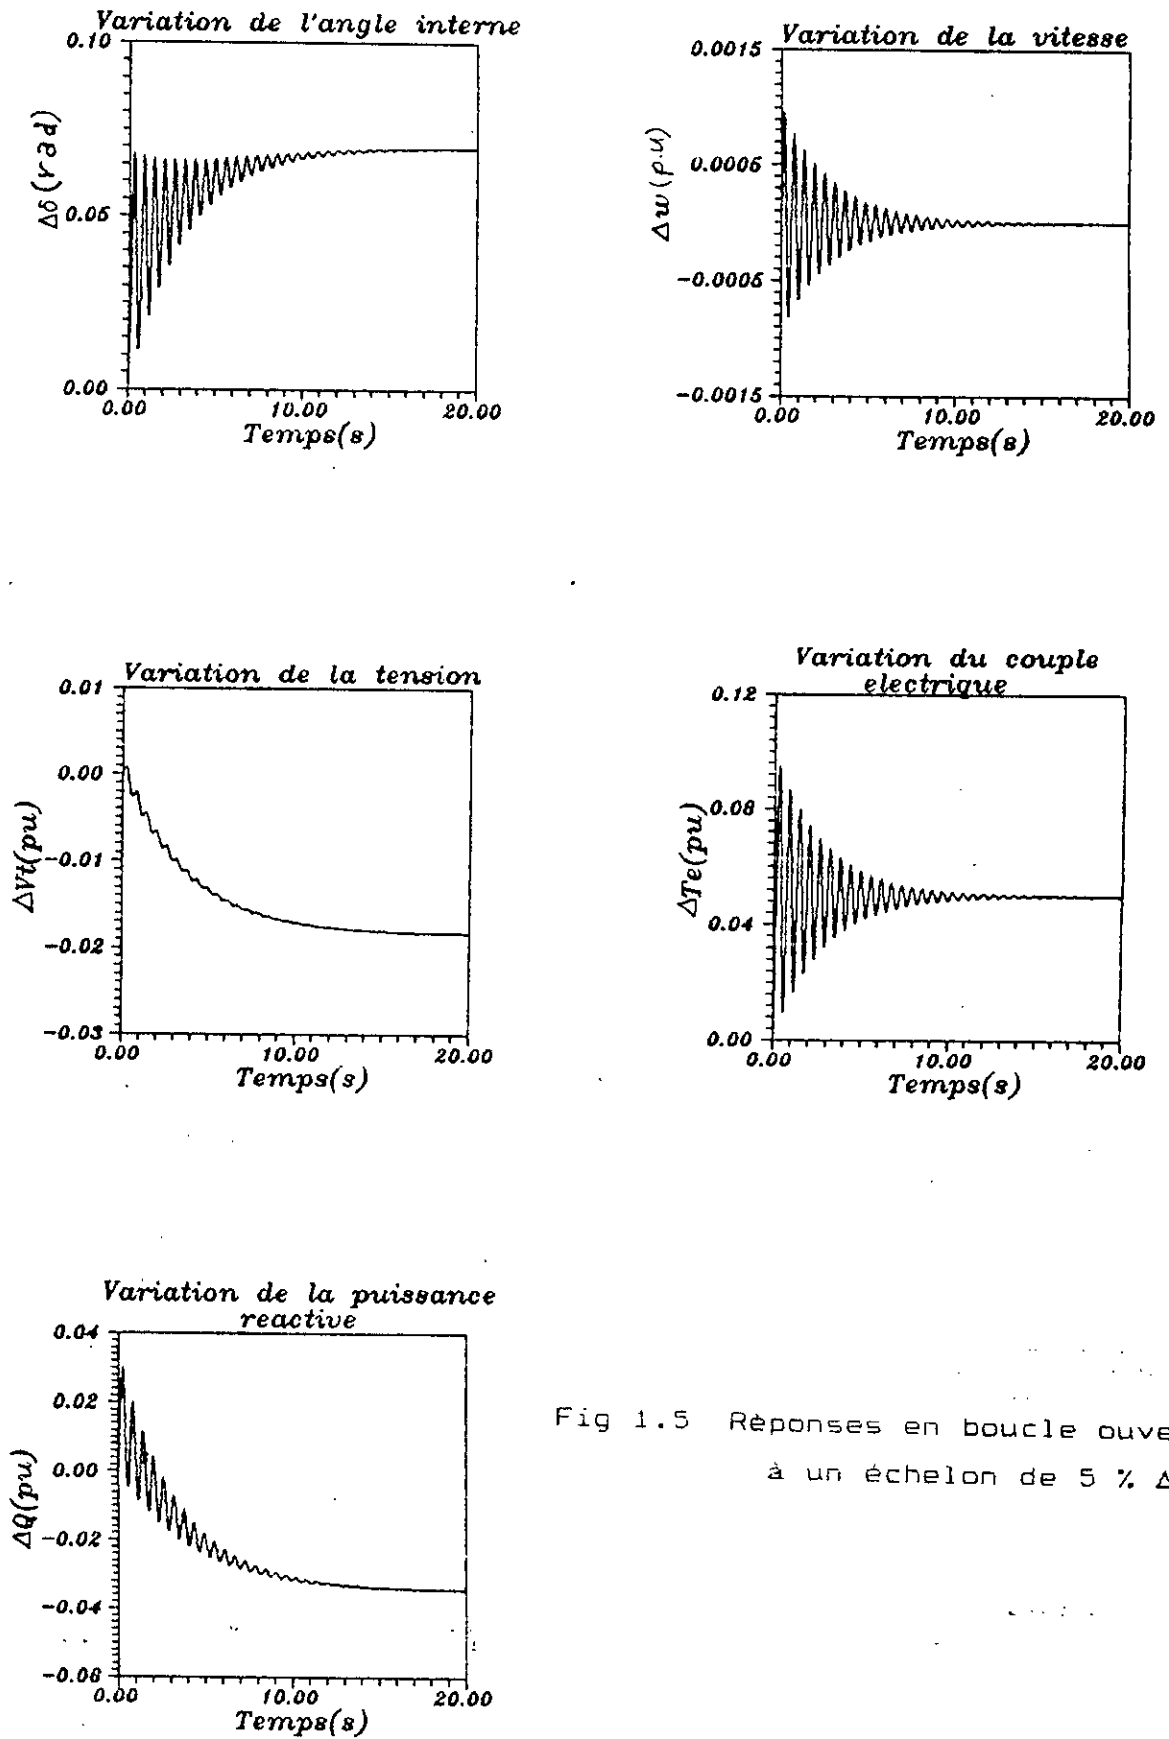 Variation de l'angle interne
0.10
Δδ(rad)
0.05
0.00
0.00 10.00 20.00
Temps(s)
Variation de la vitesse
0.0015
0.0005
Δw(p.u)
-0.0005
-0.0015
0.00 10.00 20.00
Temps(s)
Variation de la tension
0.01
0.00
ΔVt(pu)
-0.01
-0.02
-0.03
0.00 10.00 20.00
Temps(s)
Variation du couple
electrique
0.12
0.08
ΔTe(pu)
0.04
0.00
0.00 10.00 20.00
Temps(s)
Variation de la puissance
reactive
0.04
0.02
0.00
ΔQ(pu)
-0.02
-0.04
-0.06
0.00 10.00 20.00
Temps(s)
Fig 1.5 Réponses en boucle ouve
à un échelon de 5 % Δ